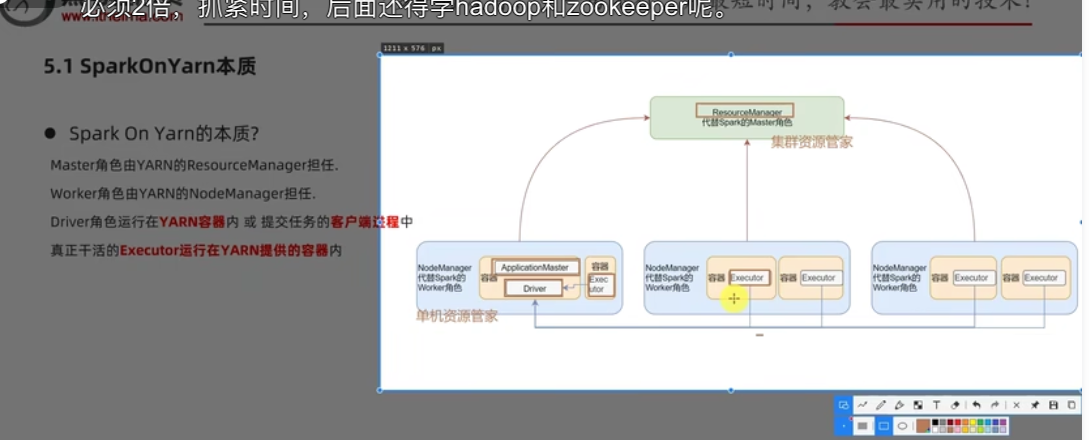 必须2倍，抓紧时间，后面还得学hadoop和zookeeper呢。
www.itheima.com
5.1 SparkOnYarn本质
1211 x 576 px
● Spark On Yarn的本质?
Master角色由YARN的ResourceManager担任.
Worker角色由YARN的NodeManager担任.
Driver角色运行在YARN容器内 或 提交任务的客户端进程中
真正干活的Executor运行在YARN提供的容器内
ResourceManager
代替Spark的Master角色
集群资源管家
NodeManager
代替Spark的
Worker角色
容器
ApplicationMaster
Driver
容器
Exec
utor
单机资源管家
NodeManager
代替Spark的
Worker角色
容器
Executor
容器
Executor
NodeManager
代替Spark的
Worker角色
容器
Executor
容器
Executor